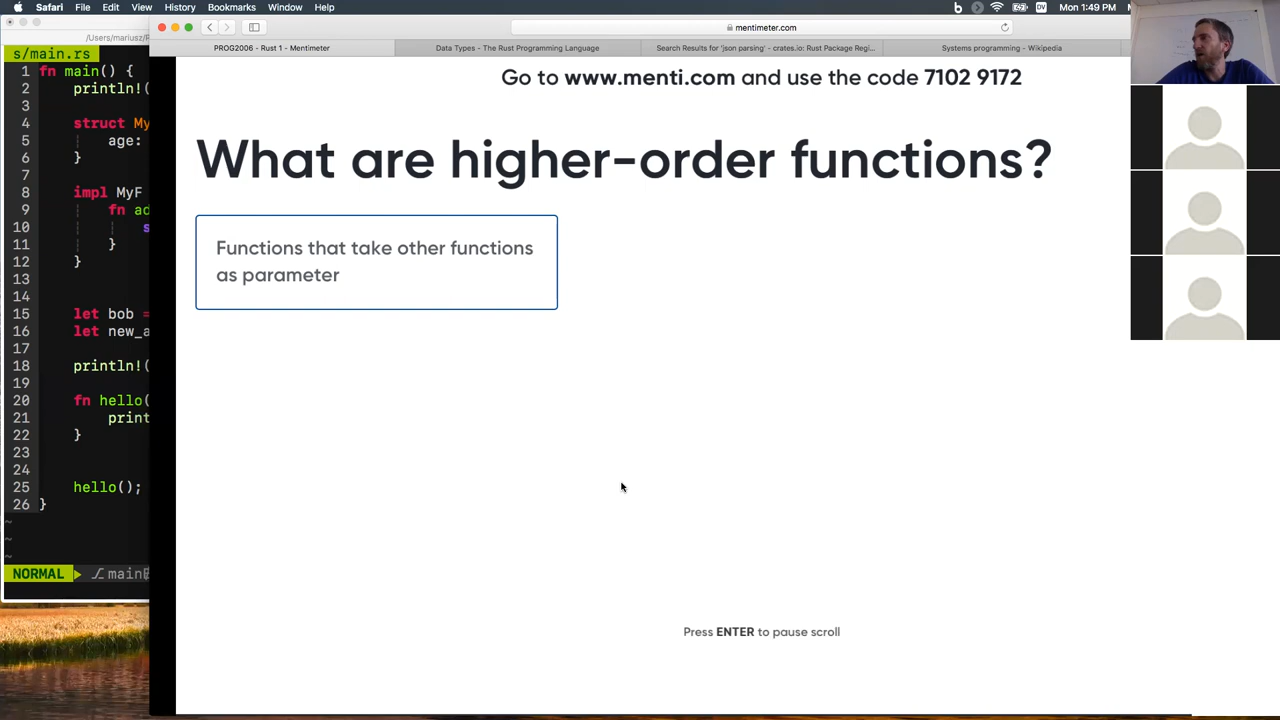 Safari File Edit View History Bookmarks Window Help
Mon 1:49 PM
mentimeter.com
PROG2006 - Rust 1 - Mentimeter
Data Types - The Rust Programming Language
Search Results for 'json parsing' - crates.io: Rust Package Regi...
Systems programming - Wikipedia
Go to www.menti.com and use the code 7102 9172
What are higher-order functions?
Functions that take other functions
as parameter
Press ENTER to pause scroll
/Users/mariusz/
s/main.rs
1 fn main() {
2 println!(
3
4 struct My
5 age:
6 }
7
8 impl MyF
9 fn ad
10 s
11 }
12 }
13
14
15 let bob =
16 let new_a
17
18 println!(
19
20 fn hello(
21 print
22 }
23
24
25 hello();
26 }
~
~
~
NORMAL main